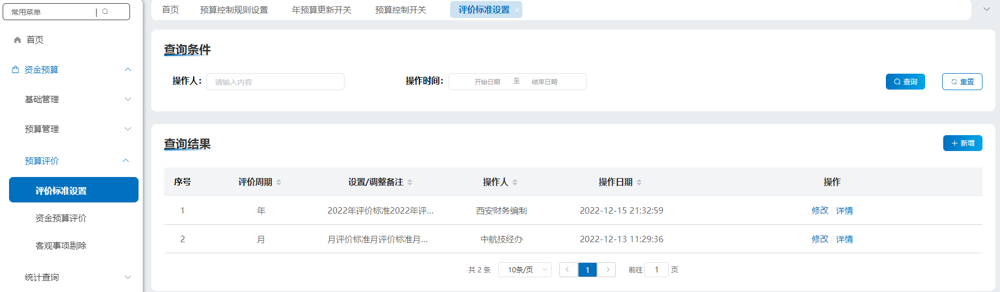 常用菜单
首页
资金预算
基础管理
预算管理
预算评价
评价标准设置
资金预算评价
客观事项剔除
统计查询
首页 预算控制规则设置 年预算更新开关 预算控制开关 评价标准设置
查询条件
操作人： 请输入内容 操作时间： 开始日期 至 结束日期 查询 重置
查询结果
新增
序号 评价周期 设置/调整备注 操作人 操作日期 操作
1 年 2022年评价标准2022年评... 西安财务编制 2022-12-15 21:32:59 修改 详情
2 月 月评价标准月评价标准月... 中航技经办 2022-12-13 11:29:36 修改 详情
共 2 条 10条/页 1 前往 1 页